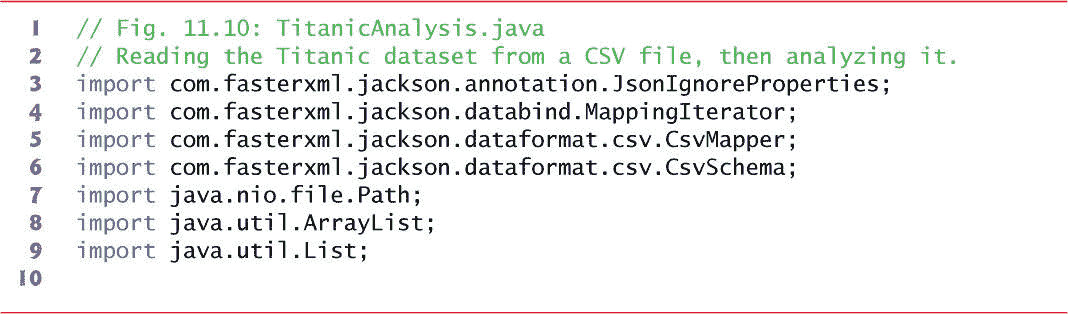 1 // Fig. 11.10: TitanicAnalysis.java
2 // Reading the Titanic dataset from a CSV file, then analyzing it.
3 import com.fasterxml.jackson.annotation.JsonIgnoreProperties;
4 import com.fasterxml.jackson.databind.MappingIterator;
5 import com.fasterxml.jackson.dataformat.csv.CsvMapper;
6 import com.fasterxml.jackson.dataformat.csv.CsvSchema;
7 import java.nio.file.Path;
8 import java.util.ArrayList;
9 import java.util.List;
10